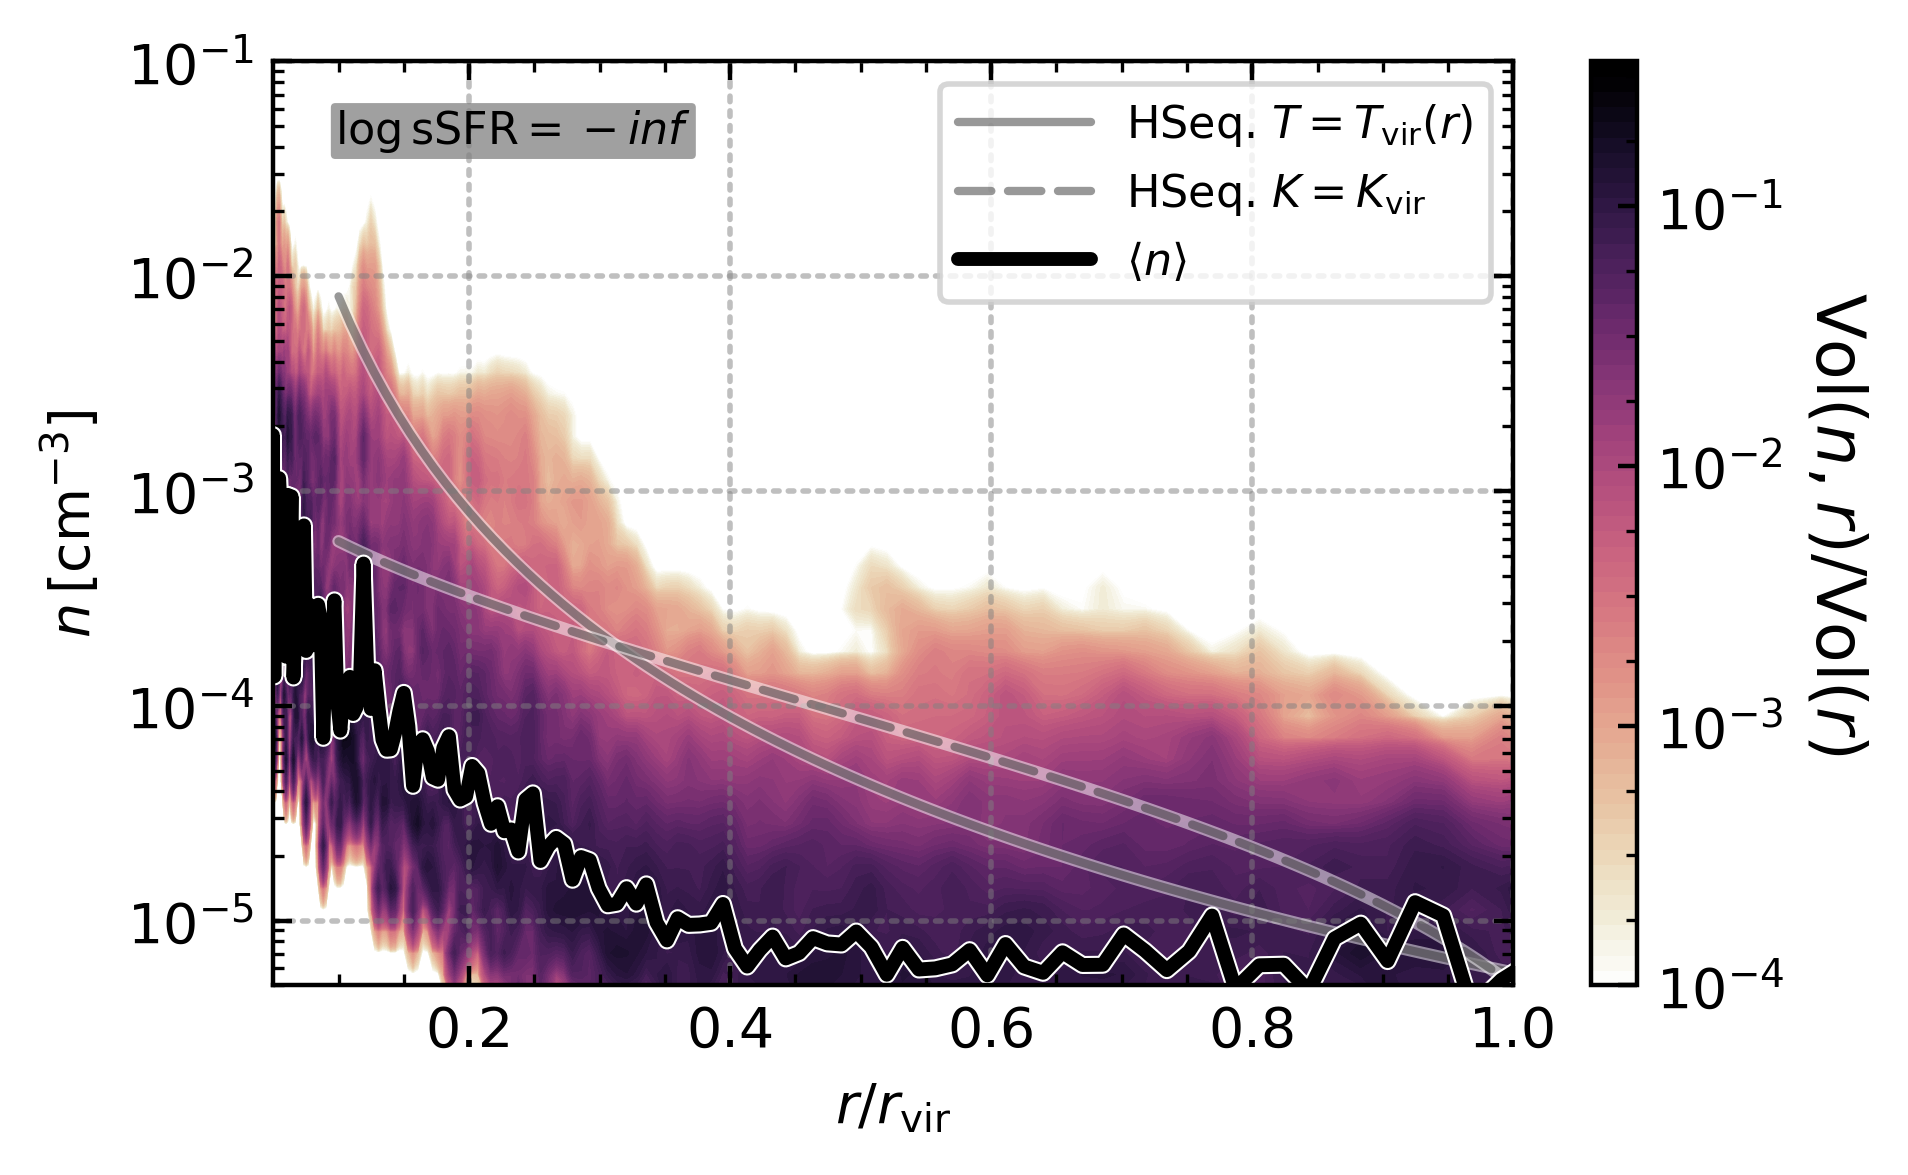 log sSFR = −inf
HSeq. T = T_vir(r)
HSeq. K = K_vir
⟨n⟩
n [cm⁻³]
10⁻¹
10⁻²
10⁻³
10⁻⁴
10⁻⁵
0.2 0.4 0.6 0.8 1.0
r/r_vir
10⁻¹
10⁻²
10⁻³
10⁻⁴
Vol(n, r)/Vol(r)